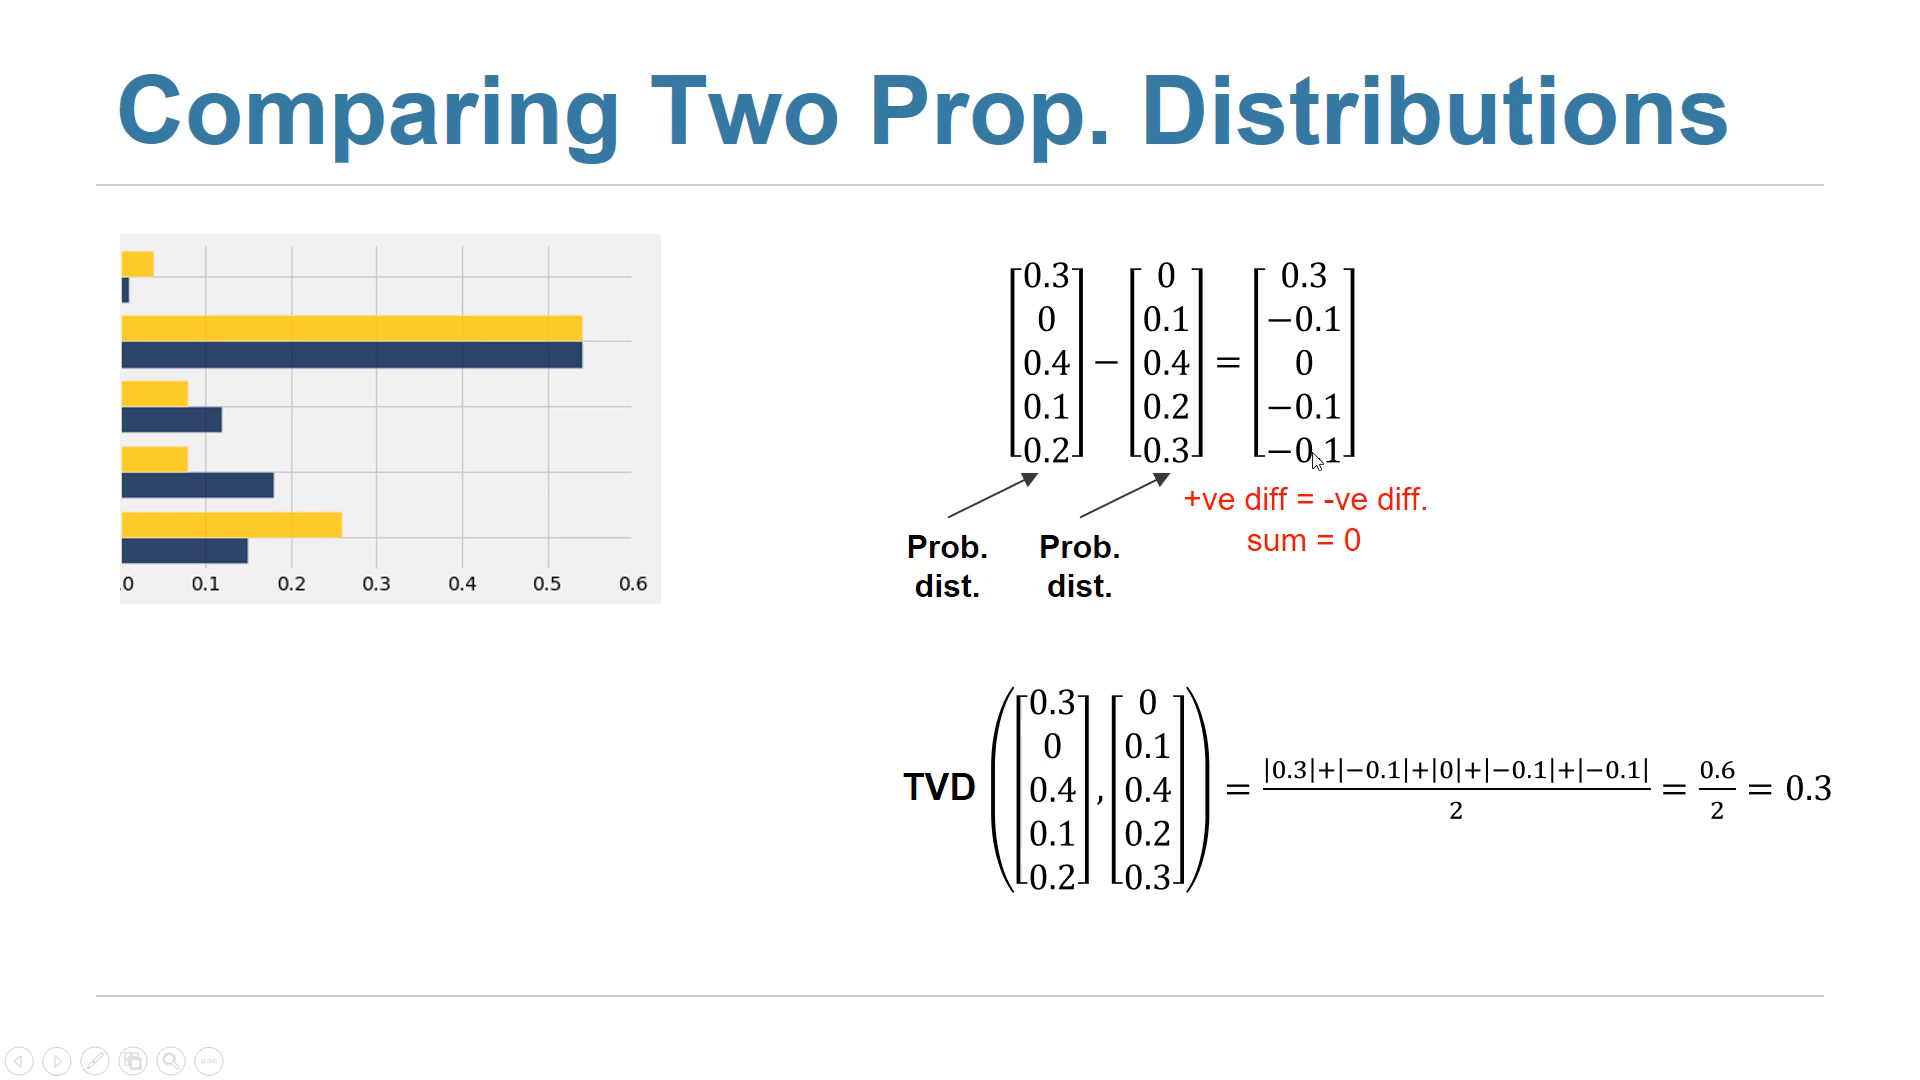 Comparing Two Prop. Distributions
.0 0.1 0.2 0.3 0.4 0.5 0.6
[0.3 0 0.4 0.1 0.2] − [0 0.1 0.4 0.2 0.3] = [0.3 −0.1 0 −0.1 −0.1]
Prob. dist.
Prob. dist.
+ve diff = -ve diff.
sum = 0
TVD ([0.3 0 0.4 0.1 0.2] , [0 0.1 0.4 0.2 0.3]) = |0.3|+|−0.1|+|0|+|−0.1|+|−0.1| / 2 = 0.6 / 2 = 0.3